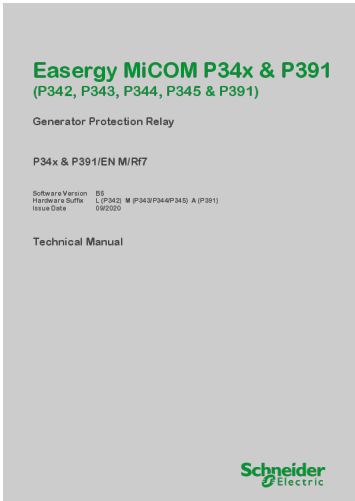 Easergy MiCOM P34x & P391
(P342, P343, P344, P345 & P391)
Generator Protection Relay
P34x & P391/EN M/Rf7
Software Version B6
Hardware Suffix L (P342) M (P343/P344/P345) A (P391)
Issue Date 09/2020
Technical Manual
Schneider
Electric